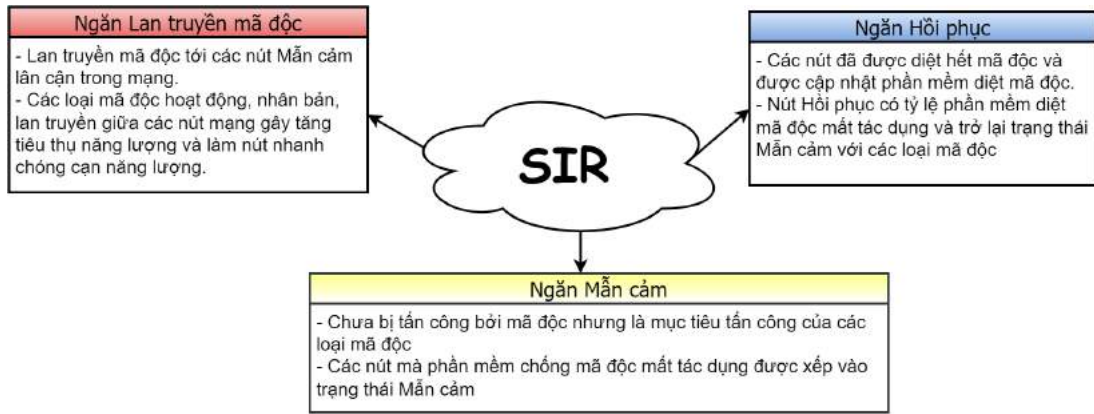 Ngăn Lan truyền mã độc
- Lan truyền mã độc tới các nút Mẫn cảm
lân cận trong mạng.
- Các loại mã độc hoạt động, nhân bản,
lan truyền giữa các nút mạng gây tăng
tiêu thụ năng lượng và làm nút nhanh
chóng cạn năng lượng.
Ngăn Hồi phục
- Các nút đã được diệt hết mã độc và
được cập nhật phần mềm diệt mã độc.
- Nút Hồi phục có tỷ lệ phần mềm diệt
mã độc mất tác dụng và trở lại trạng thái
Mẫn cảm với các loại mã độc
SIR
Ngăn Mẫn cảm
- Chưa bị tấn công bởi mã độc nhưng là mục tiêu tấn công của các
loại mã độc
- Các nút mà phần mềm chống mã độc mất tác dụng được xếp vào
trạng thái Mẫn cảm